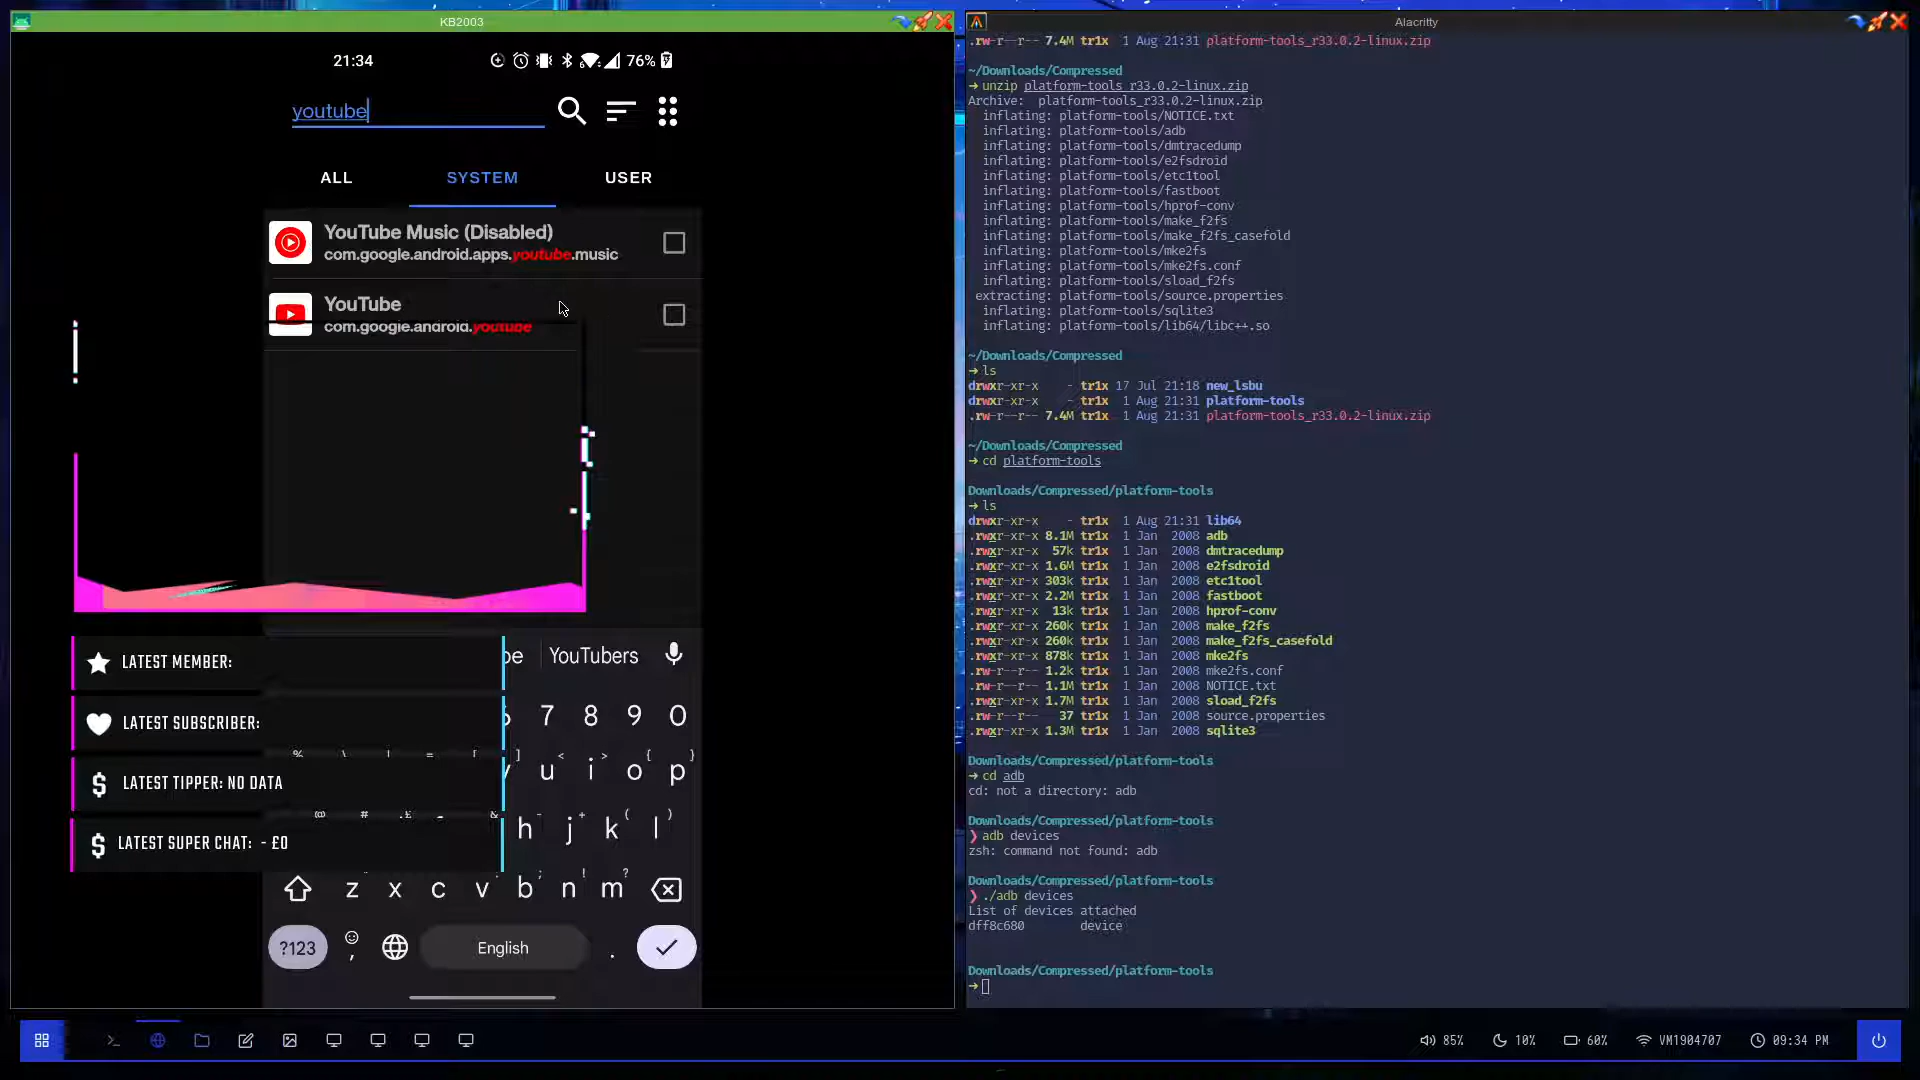 KB2003
21:34
76%
youtube
ALL
SYSTEM
USER
YouTube Music (Disabled)
com.google.android.apps.youtube.music
YouTube
com.google.android.youtube
LATEST MEMBER:
LATEST SUBSCRIBER:
LATEST TIPPER: NO DATA
LATEST SUPER CHAT: - £0
YouTubers
7 8 9 0
u i o p
h j k l
z x c v b n m
?123
English
Alacritty
.rw-r--r-- 7.4M tr1x 1 Aug 21:31 platform-tools_r33.0.2-linux.zip
~/Downloads/Compressed
➜ unzip platform-tools_r33.0.2-linux.zip
Archive: platform-tools_r33.0.2-linux.zip
inflating: platform-tools/NOTICE.txt
inflating: platform-tools/adb
inflating: platform-tools/dmtracedump
inflating: platform-tools/e2fsdroid
inflating: platform-tools/etc1tool
inflating: platform-tools/fastboot
inflating: platform-tools/hprof-conv
inflating: platform-tools/make_f2fs
inflating: platform-tools/make_f2fs_casefold
inflating: platform-tools/mke2fs
inflating: platform-tools/mke2fs.conf
inflating: platform-tools/sload_f2fs
extracting: platform-tools/source.properties
inflating: platform-tools/sqlite3
inflating: platform-tools/lib64/libc++.so
~/Downloads/Compressed
➜ ls
drwxr-xr-x - tr1x 17 Jul 21:18 new_lsbu
drwxr-xr-x - tr1x 1 Aug 21:31 platform-tools
.rw-r--r-- 7.4M tr1x 1 Aug 21:31 platform-tools_r33.0.2-linux.zip
~/Downloads/Compressed
➜ cd platform-tools
Downloads/Compressed/platform-tools
➜ ls
drwxr-xr-x - tr1x 1 Aug 21:31 lib64
.rwxr-xr-x 8.1M tr1x 1 Jan 2008 adb
.rwxr-xr-x 57k tr1x 1 Jan 2008 dmtracedump
.rwxr-xr-x 1.6M tr1x 1 Jan 2008 e2fsdroid
.rwxr-xr-x 303k tr1x 1 Jan 2008 etc1tool
.rwxr-xr-x 2.2M tr1x 1 Jan 2008 fastboot
.rwxr-xr-x 13k tr1x 1 Jan 2008 hprof-conv
.rwxr-xr-x 260k tr1x 1 Jan 2008 make_f2fs
.rwxr-xr-x 260k tr1x 1 Jan 2008 make_f2fs_casefold
.rwxr-xr-x 878k tr1x 1 Jan 2008 mke2fs
.rw-r--r-- 1.2k tr1x 1 Jan 2008 mke2fs.conf
.rw-r--r-- 1.1M tr1x 1 Jan 2008 NOTICE.txt
.rwxr-xr-x 1.7M tr1x 1 Jan 2008 sload_f2fs
.rw-r--r-- 37 tr1x 1 Jan 2008 source.properties
.rwxr-xr-x 1.3M tr1x 1 Jan 2008 sqlite3
Downloads/Compressed/platform-tools
➜ cd adb
cd: not a directory: adb
Downloads/Compressed/platform-tools
❯ adb devices
zsh: command not found: adb
Downloads/Compressed/platform-tools
❯ ./adb devices
List of devices attached
dff8c680 device
Downloads/Compressed/platform-tools
➜
85%
10%
60%
VM1904707
09:34 PM